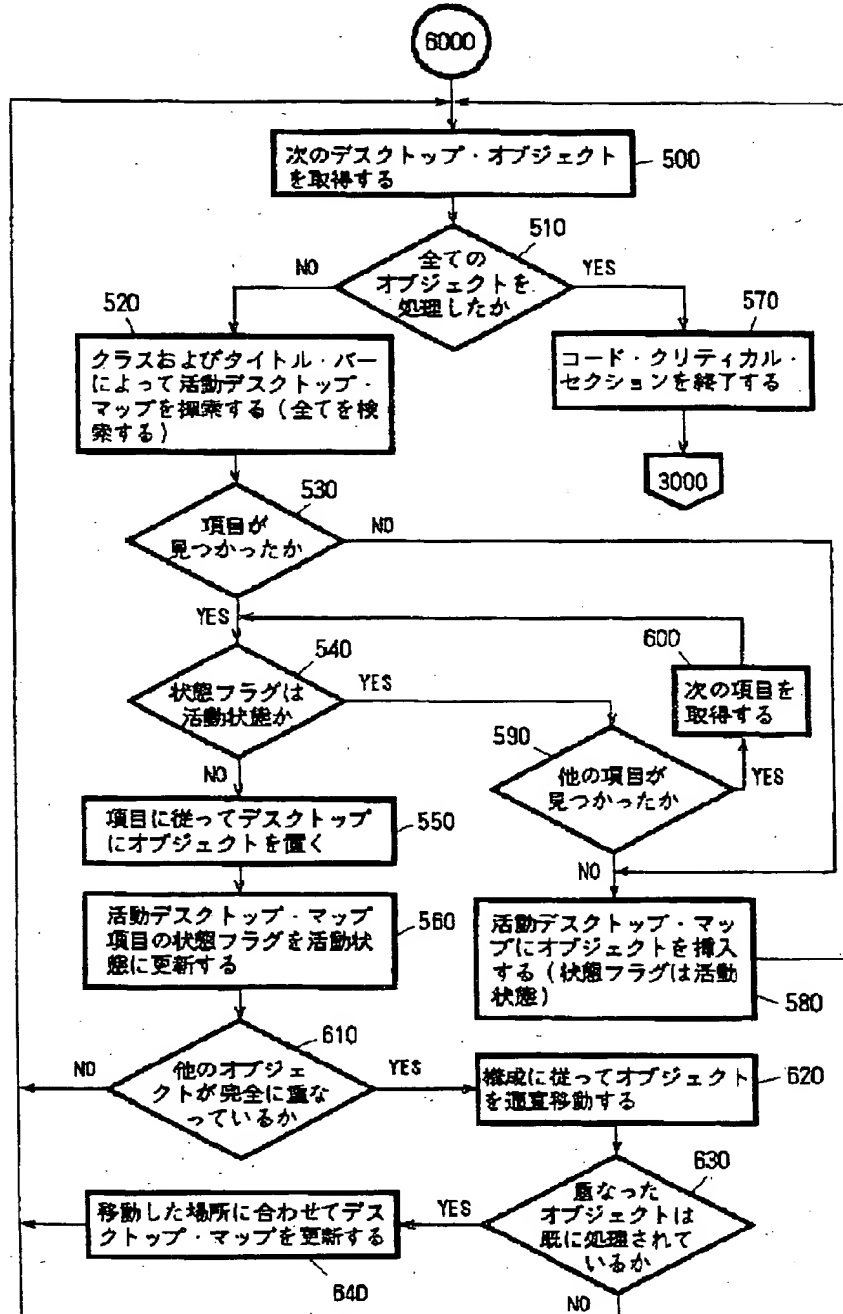 6000
次のデスクトップ・オブジェクト
を取得する
500
510
全ての
オブジェクトを
処理したか
NO
YES
520
クラスおよびタイトル・バー
によって活動デスクトップ・
マップを探索する(全てを検
索する)
570
コード・クリティカル・
セクションを終了する
3000
530
項目が
見つかったか
NO
YES
540
状態フラグは
活動状態か
YES
NO
600
次の項目を
取得する
590
他の項目が
見つかったか
YES
NO
項目に従ってデスクトップ
にオブジェクトを置く
550
活動デスクトップ・マップ
項目の状態フラグを活動状
態に更新する
560
活動デスクトップ・マッ
プにオブジェクトを挿入
する(状態フラグは活動
状態)
580
610
他のオブジェ
クトが完全に重な
っているか
NO
YES
構成に従ってオブジェクト
を適宜移動する
620
630
重なった
オブジェクトは
既に処理されて
いるか
YES
NO
移動した場所に合わせてデス
クトップ・マップを更新する
640